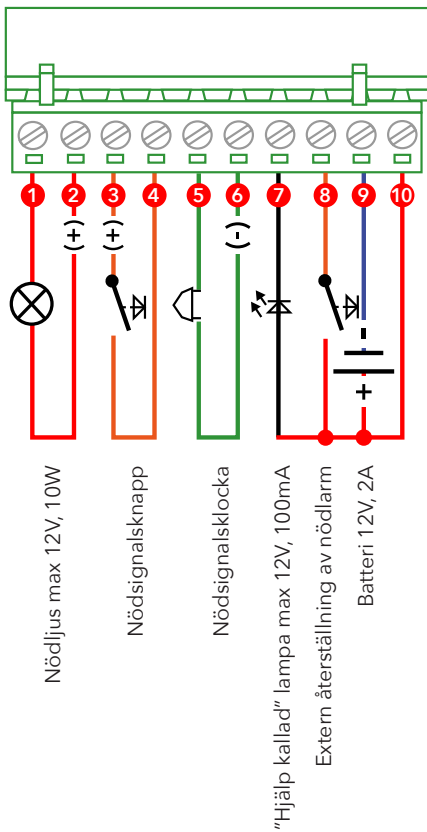 1 2 3 4 5 6 7 8 9 10
(+) (+) (-)
-
+
Nödljus max 12V, 10W
Nödsignalsknapp
Nödsignalsklocka
"Hjälp kallad" lampa max 12V, 100mA
Extern återställning av nödlarm
Batteri 12V, 2A